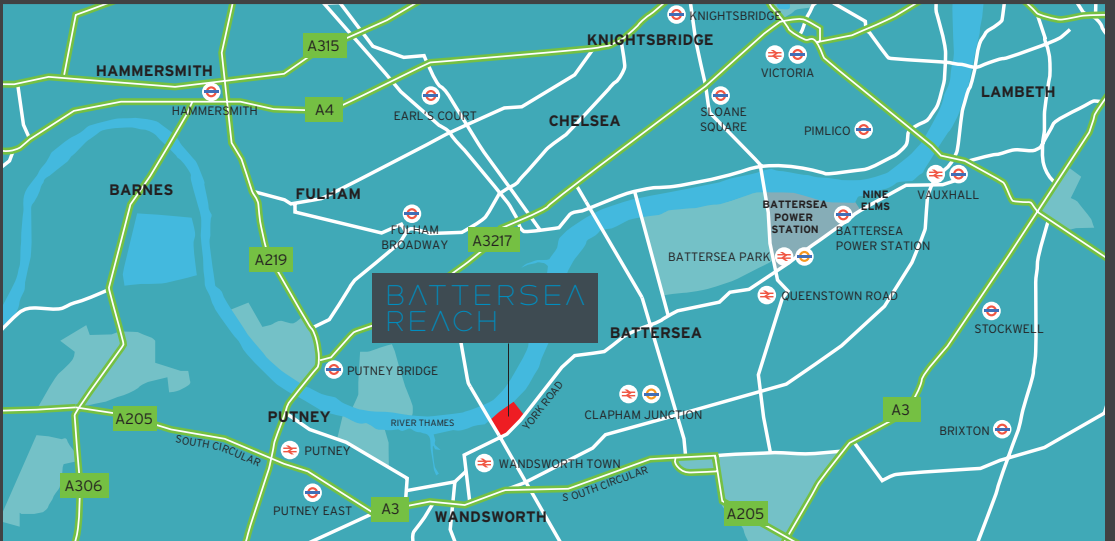 KNIGHTSBRIDGE
A315
KNIGHTSBRIDGE
HAMMERSMITH
VICTORIA
LAMBETH
HAMMERSMITH
A4
EARL'S COURT
CHELSEA
SLOANE
SQUARE
PIMLICO
BARNES
FULHAM
VAUXHALL
NINE
ELMS
BATTERSEA
POWER
STATION
FULHAM
BROADWAY
A3217
BATTERSEA
POWER STATION
A219
BATTERSEA PARK
BATTERSEA
REACH
QUEENSTOWN ROAD
BATTERSEA
STOCKWELL
PUTNEY BRIDGE
YORK ROAD
CLAPHAM JUNCTION
A3
A205
PUTNEY
RIVER THAMES
BRIXTON
SOUTH CIRCULAR
PUTNEY
WANDSWORTH TOWN
S OUTH CIRCULAR
A306
PUTNEY EAST
A3
WANDSWORTH
A205